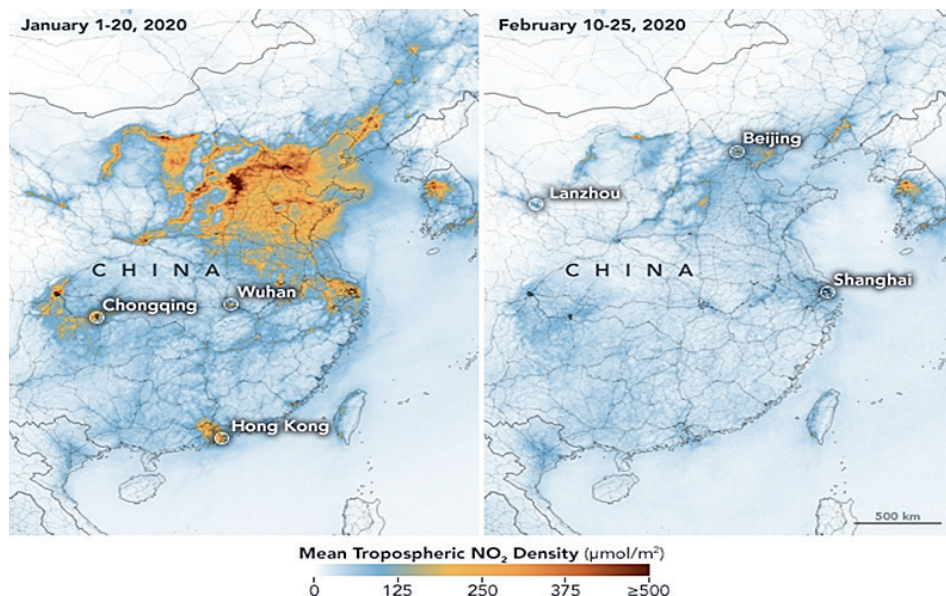 January 1-20, 2020
CHINA
Chongqing
Wuhan
Hong Kong
February 10-25, 2020
Beijing
Lanzhou
CHINA
Shanghai
500 km
Mean Tropospheric NO₂ Density (μmol/m²)
0 125 250 375 ≥500